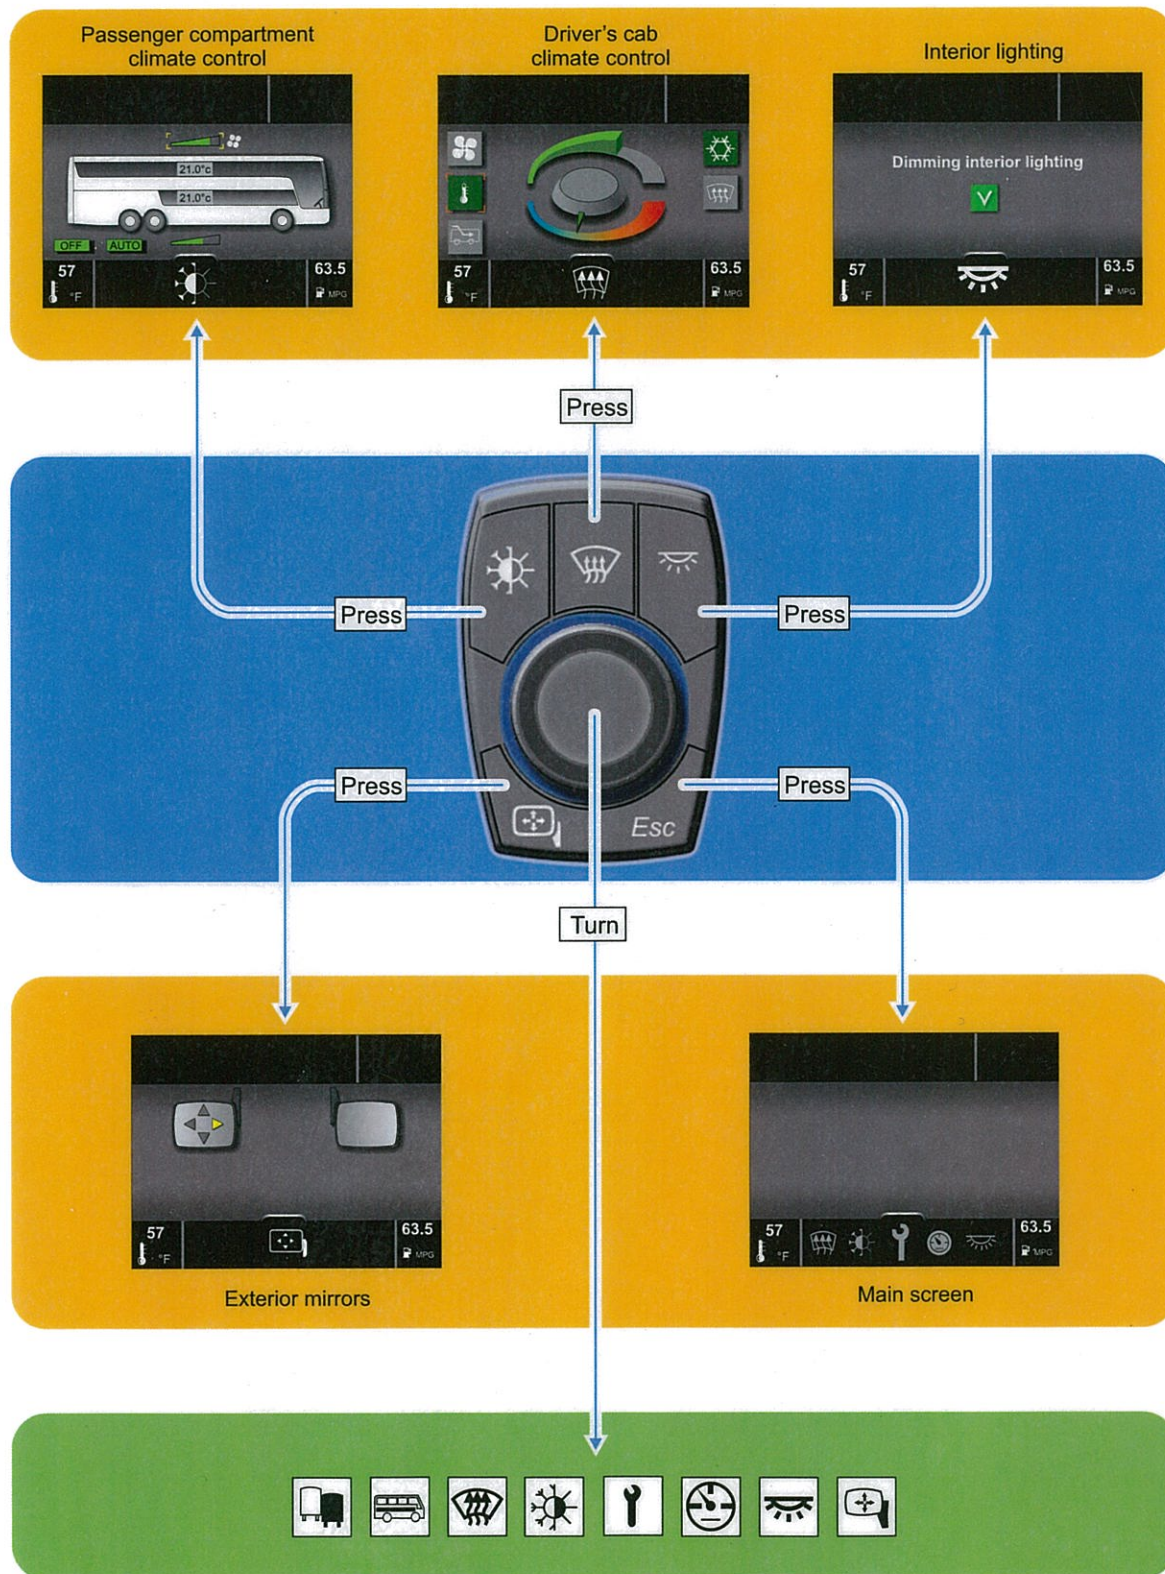 Passenger compartment
climate control
Driver's cab
climate control
Interior lighting
21.0°c
21.0°c
OFF
AUTO
57
°F
63.5
MPG
57
°F
63.5
MPG
Dimming interior lighting
57
°F
63.5
MPG
Press
Press
Press
Press
Press
Esc
Turn
57
°F
63.5
MPG
Exterior mirrors
57
°F
63.5
MPG
Main screen